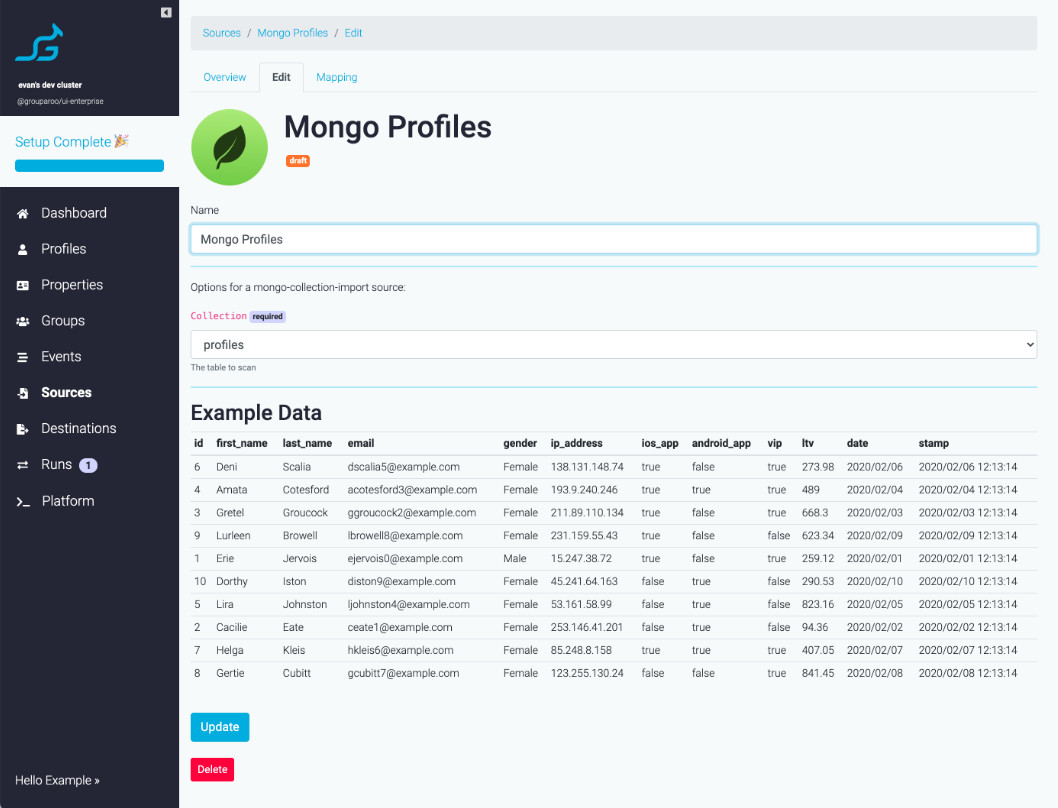 evan's dev cluster
@grouparoo/ui-enterprise
Setup Complete 🎉
Dashboard
Profiles
Properties
Groups
Events
Sources
Destinations
Runs 1
Platform
Hello Example »
Sources / Mongo Profiles / Edit
Overview Edit Mapping
Mongo Profiles
draft
Name
Mongo Profiles
Options for a mongo-collection-import source:
Collection required
profiles
The table to scan
Example Data
id first_name last_name email gender ip_address ios_app android_app vip ltv date stamp
6 Deni Scalia dscalia5@example.com Female 138.131.148.74 true false true 273.98 2020/02/06 2020/02/06 12:13:14
4 Amata Cotesford acotesford3@example.com Female 193.9.240.246 true true true 489 2020/02/04 2020/02/04 12:13:14
3 Gretel Groucock ggroucock2@example.com Female 211.89.110.134 true false true 668.3 2020/02/03 2020/02/03 12:13:14
9 Lurleen Browell lbrowell8@example.com Female 231.159.55.43 true false false 623.34 2020/02/09 2020/02/09 12:13:14
1 Erie Jervois ejervois0@example.com Male 15.247.38.72 true false true 259.12 2020/02/01 2020/02/01 12:13:14
10 Dorthy Iston diston9@example.com Female 45.241.64.163 false true false 290.53 2020/02/10 2020/02/10 12:13:14
5 Lira Johnston ljohnston4@example.com Female 53.161.58.99 false true false 823.16 2020/02/05 2020/02/05 12:13:14
2 Cacilie Eate ceate1@example.com Female 253.146.41.201 false true false 94.36 2020/02/02 2020/02/02 12:13:14
7 Helga Kleis hkleis6@example.com Female 85.248.8.158 true true true 407.05 2020/02/07 2020/02/07 12:13:14
8 Gertie Cubitt gcubitt7@example.com Female 123.255.130.24 false false true 841.45 2020/02/08 2020/02/08 12:13:14
Update
Delete